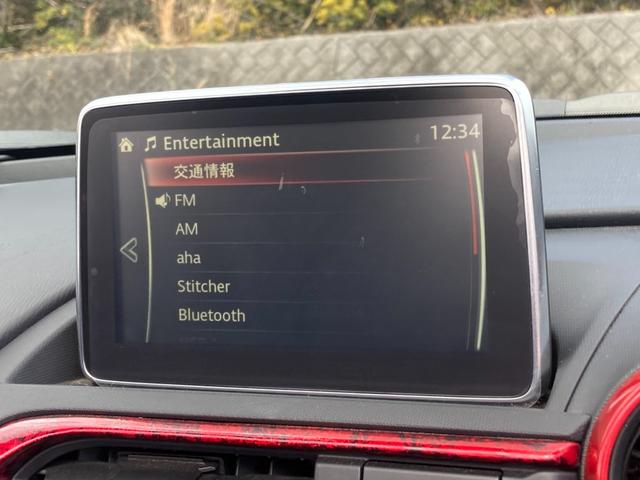 Entertainment 12:34
交通情報
FM
AM
aha
Stitcher
Bluetooth